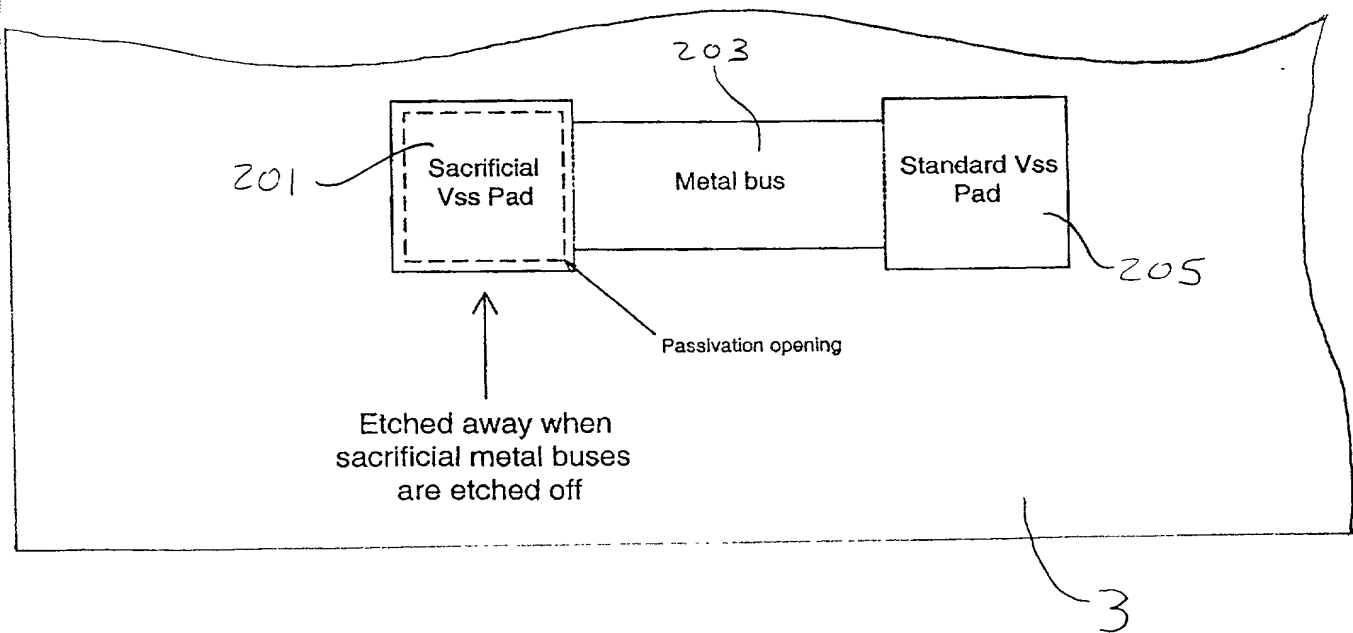 203
201
Sacrificial
Vss Pad
Metal bus
Standard Vss
Pad
205
Passivation opening
Etched away when
sacrificial metal buses
are etched off
3